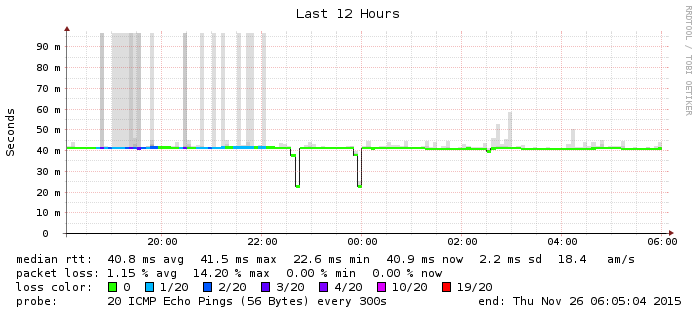 Last 12 Hours
RRDTOOL / TOBI OETIKER
Seconds
90 m
80 m
70 m
60 m
50 m
40 m
30 m
20 m
10 m
0
20:00 22:00 00:00 02:00 04:00 06:00
median rtt: 40.8 ms avg 41.5 ms max 22.6 ms min 40.9 ms now 2.2 ms sd 18.4 am/s
packet loss: 1.15 % avg 14.20 % max 0.00 % min 0.00 % now
loss color: 0 1/20 2/20 3/20 4/20 10/20 19/20
probe: 20 ICMP Echo Pings (56 Bytes) every 300s end: Thu Nov 26 06:05:04 2015